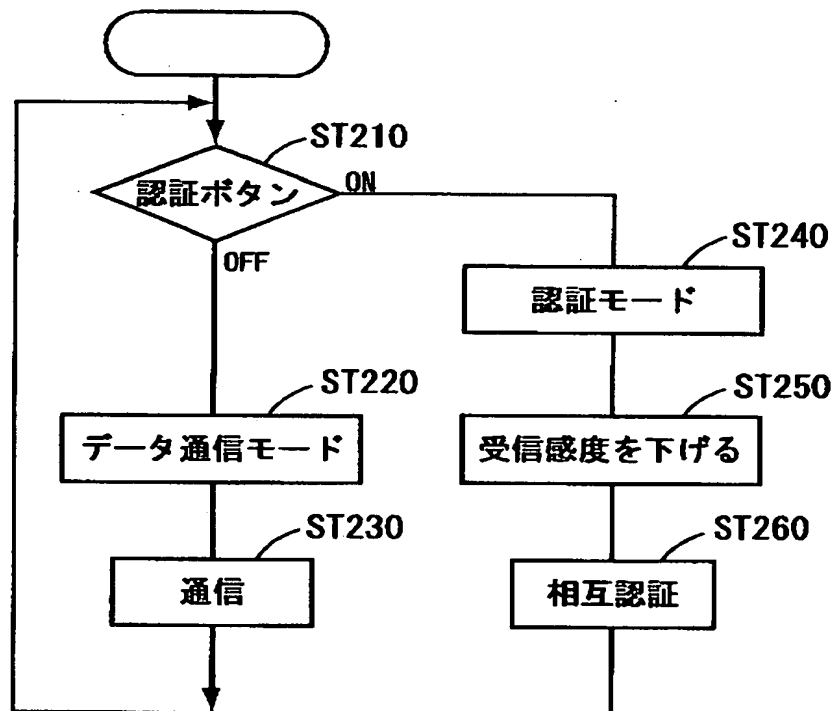 ST210
認証ボタン
ON
OFF
ST220
データ通信モード
ST230
通信
ST240
認証モード
ST250
受信感度を下げる
ST260
相互認証